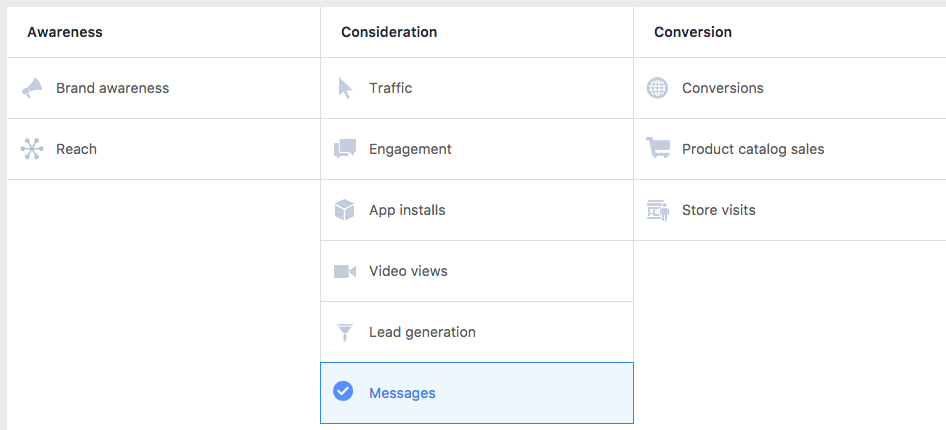 Awareness
Consideration
Conversion
Brand awareness
Traffic
Conversions
Reach
Engagement
Product catalog sales
App installs
Store visits
Video views
Lead generation
Messages